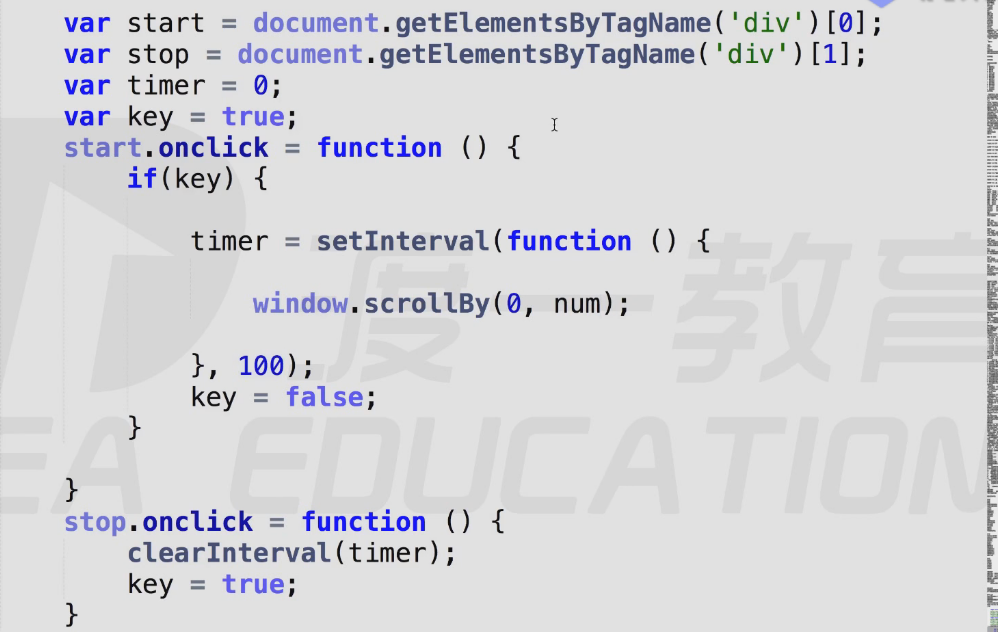 var start = document.getElementsByTagName('div')[0];
var stop = document.getElementsByTagName('div')[1];
var timer = 0;
var key = true;
start.onclick = function () {
if(key) {
timer = setInterval(function () {
window.scrollBy(0, num);
}, 100);
key = false;
}
}
stop.onclick = function () {
clearInterval(timer);
key = true;
}
度一教育
EA EDUCATION